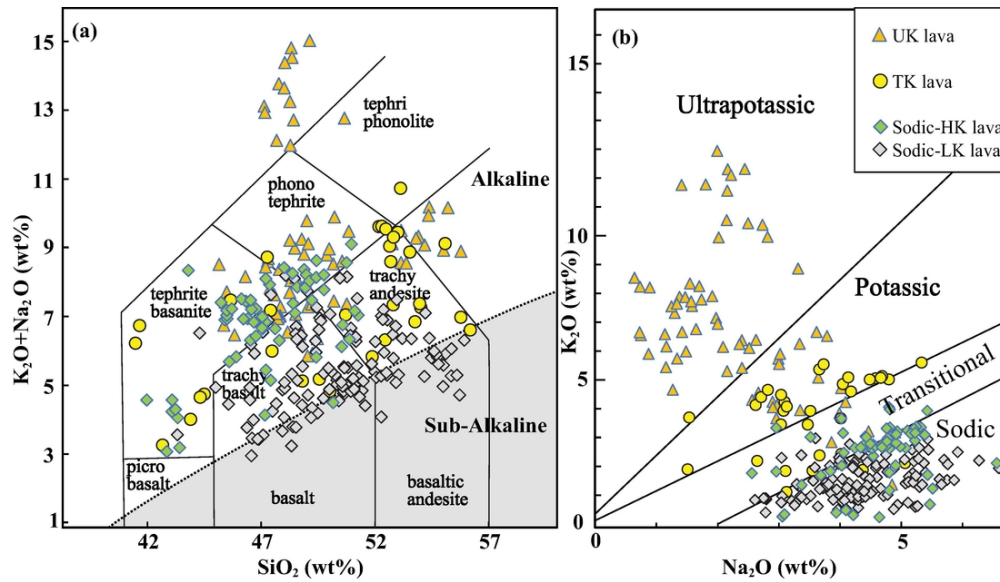 (a)
15
13
11
9
7
5
3
1
K₂O+Na₂O (wt%)
tephri
phonolite
phono
tephrite
Alkaline
tephrite
basanite
trachy
andesite
trachy
basalt
Sub-Alkaline
picro
basalt
basalt
basaltic
andesite
42
47
52
57
SiO₂ (wt%)
(b)
15
10
5
0
K₂O (wt%)
UK lava
TK lava
Sodic-HK lava
Sodic-LK lava
Ultrapotassic
Potassic
Transitional
Sodic
0
5
Na₂O (wt%)